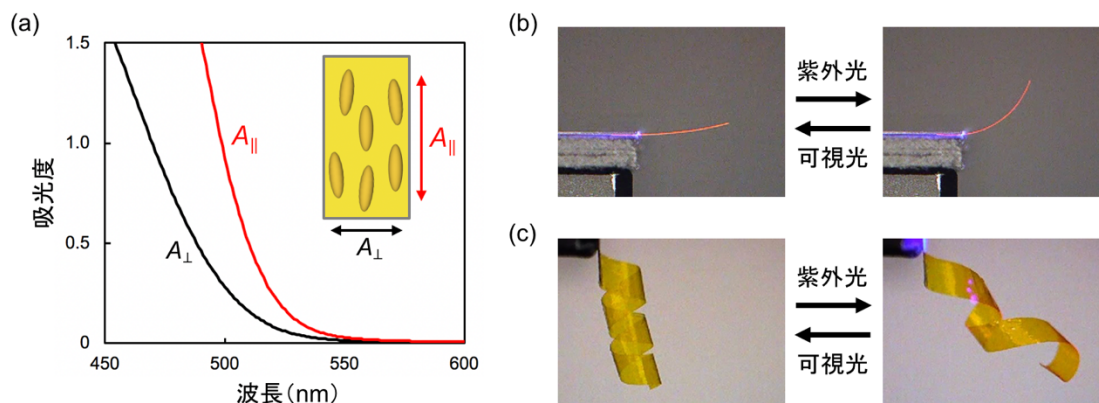 (a)
1.5
1.0
0.5
0
450
500
550
600
吸光度
波長(nm)
A⊥
A||
A||
A⊥
(b)
紫外光
可視光
(c)
紫外光
可視光